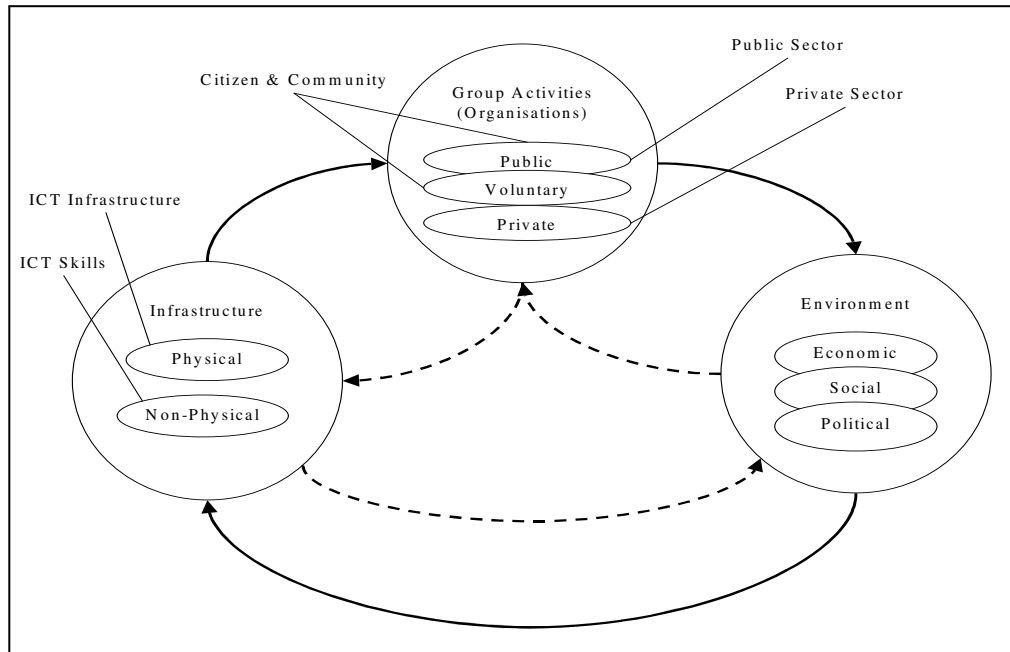 Public Sector
Citizen & Community
Private Sector
Group Activities
(Organisations)
Public
Voluntary
Private
ICT Infrastructure
ICT Skills
Infrastructure
Physical
Non-Physical
Environment
Economic
Social
Political